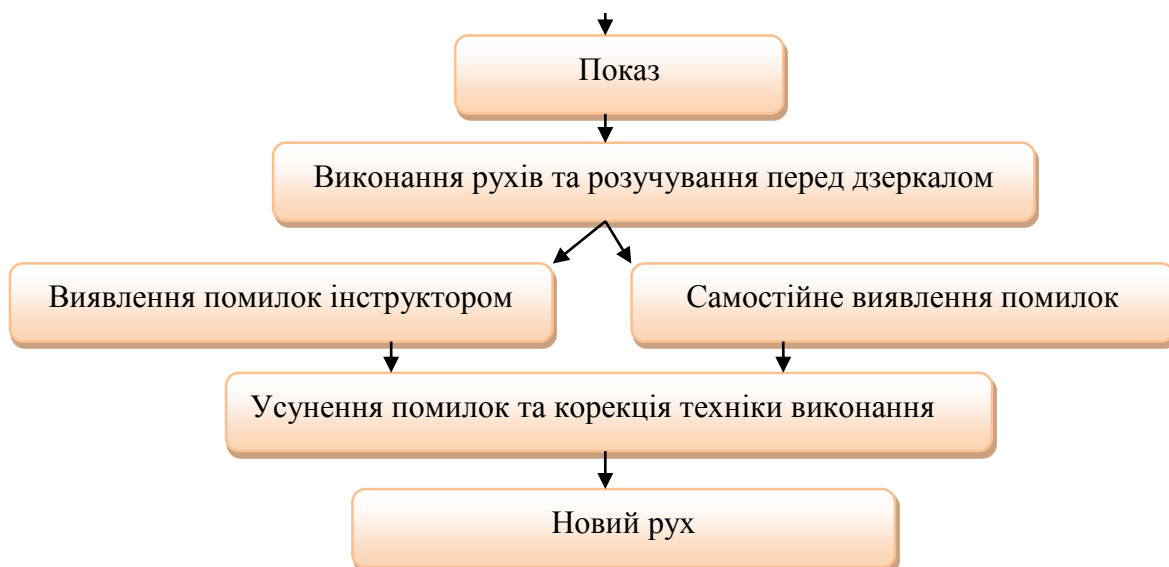 Показ
Виконання рухів та розучування перед дзеркалом
Виявлення помилок інструктором
Самостійне виявлення помилок
Усунення помилок та корекція техніки виконання
Новий рух